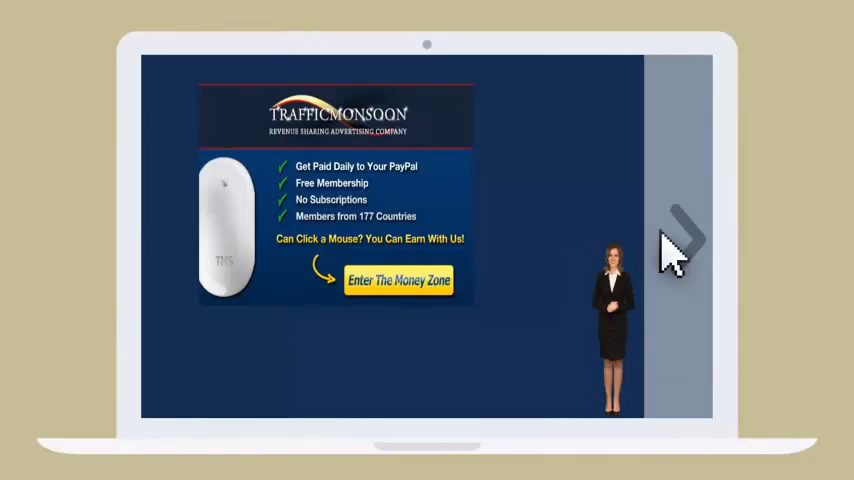 TRAFFICMONSOON
REVENUE SHARING ADVERTISING COMPANY
Get Paid Daily to Your PayPal
Free Membership
No Subscriptions
Members from 177 Countries
Can Click a Mouse? You Can Earn With Us!
TMS
Enter The Money Zone